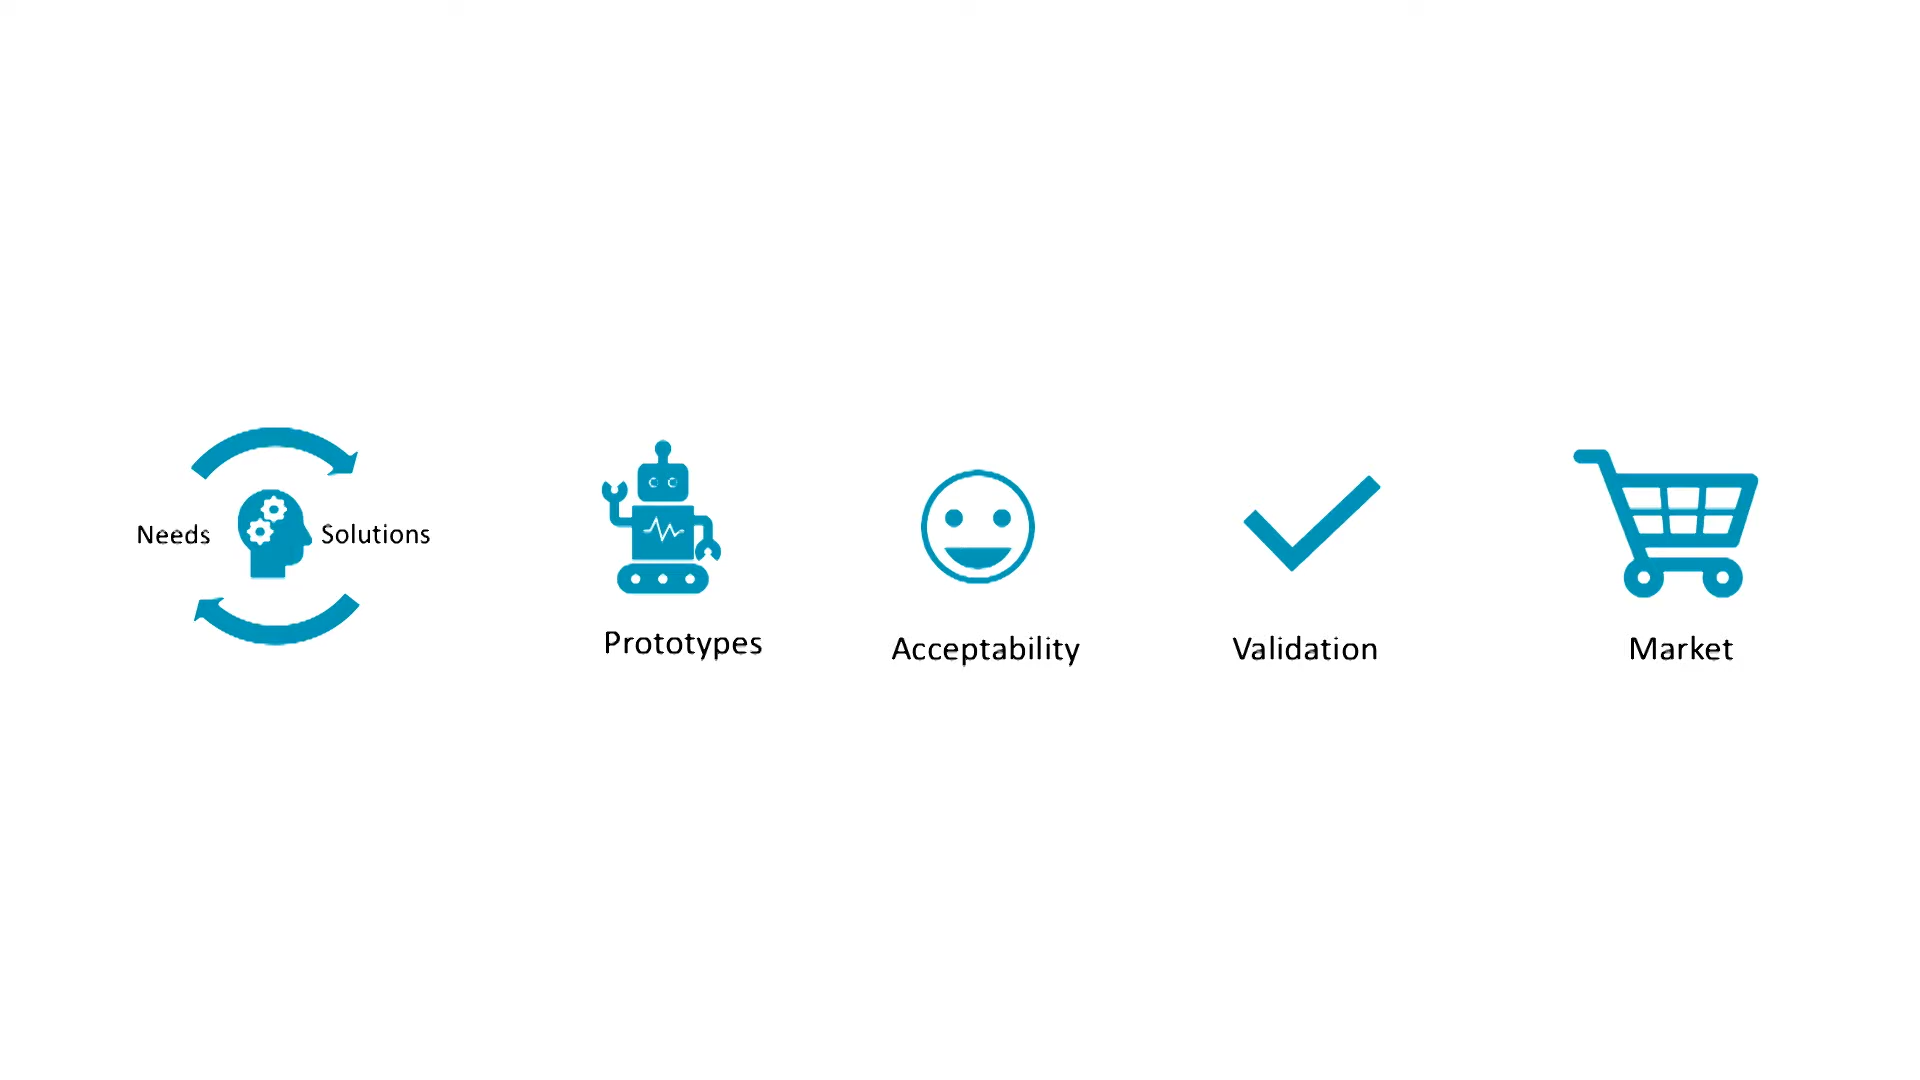 Needs
Solutions
Prototypes
Acceptability
Validation
Market